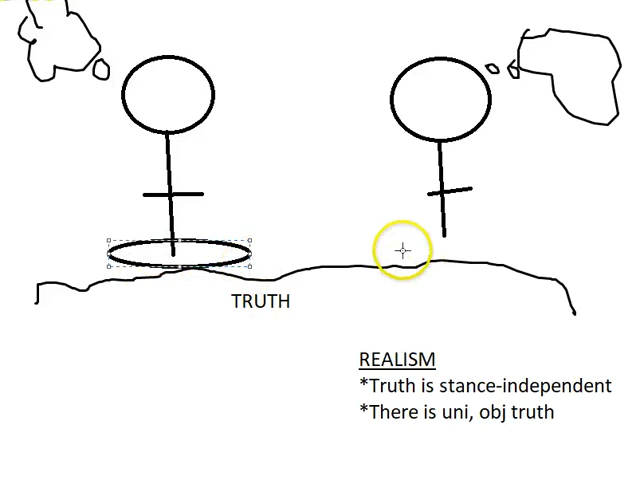 TRUTH
REALISM
*Truth is stance-independent
*There is uni, obj truth